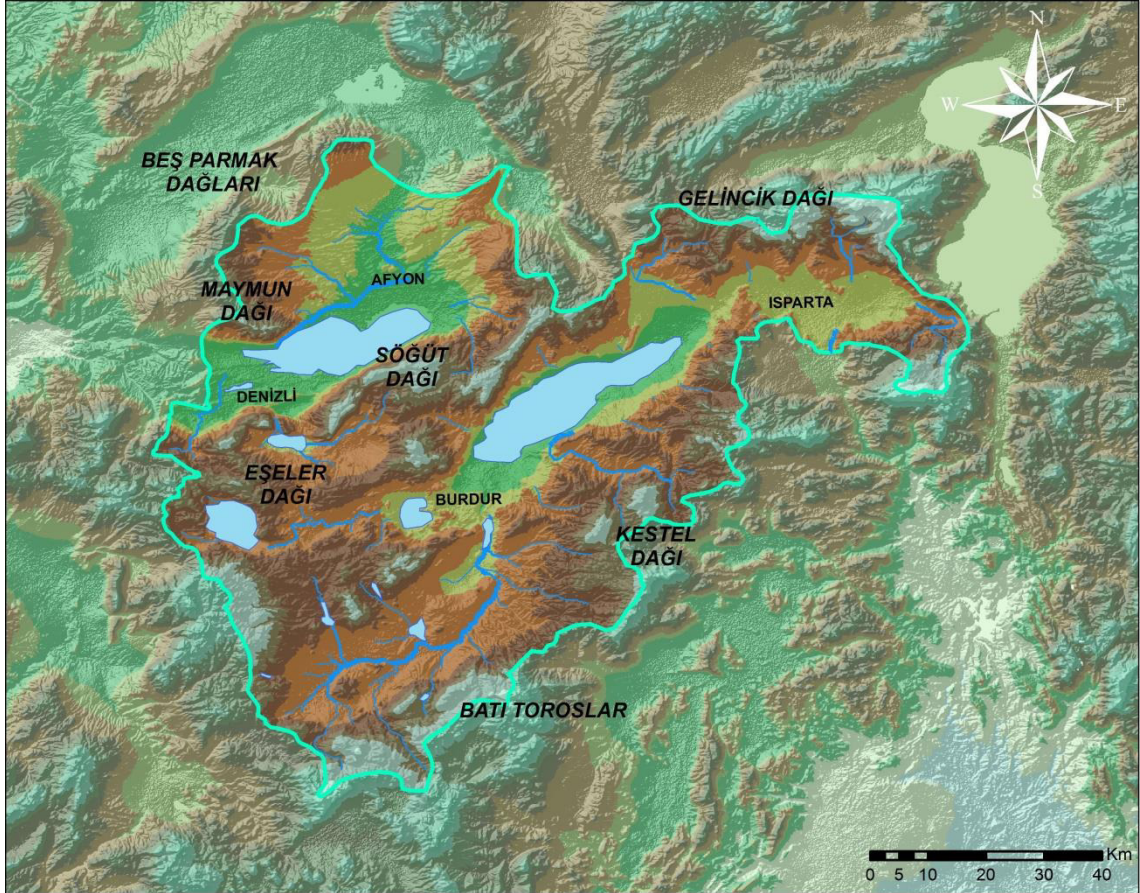 N
W E
S
BEŞ PARMAK
DAĞLARI
GELİNCİK DAĞI
AFYON
MAYMUN
DAĞI
ISPARTA
SÖĞÜT
DAĞI
DENİZLİ
EŞELER
DAĞI
BURDUR
KESTEL
DAĞI
BATI TOROSLAR
Km
0 5 10 20 30 40